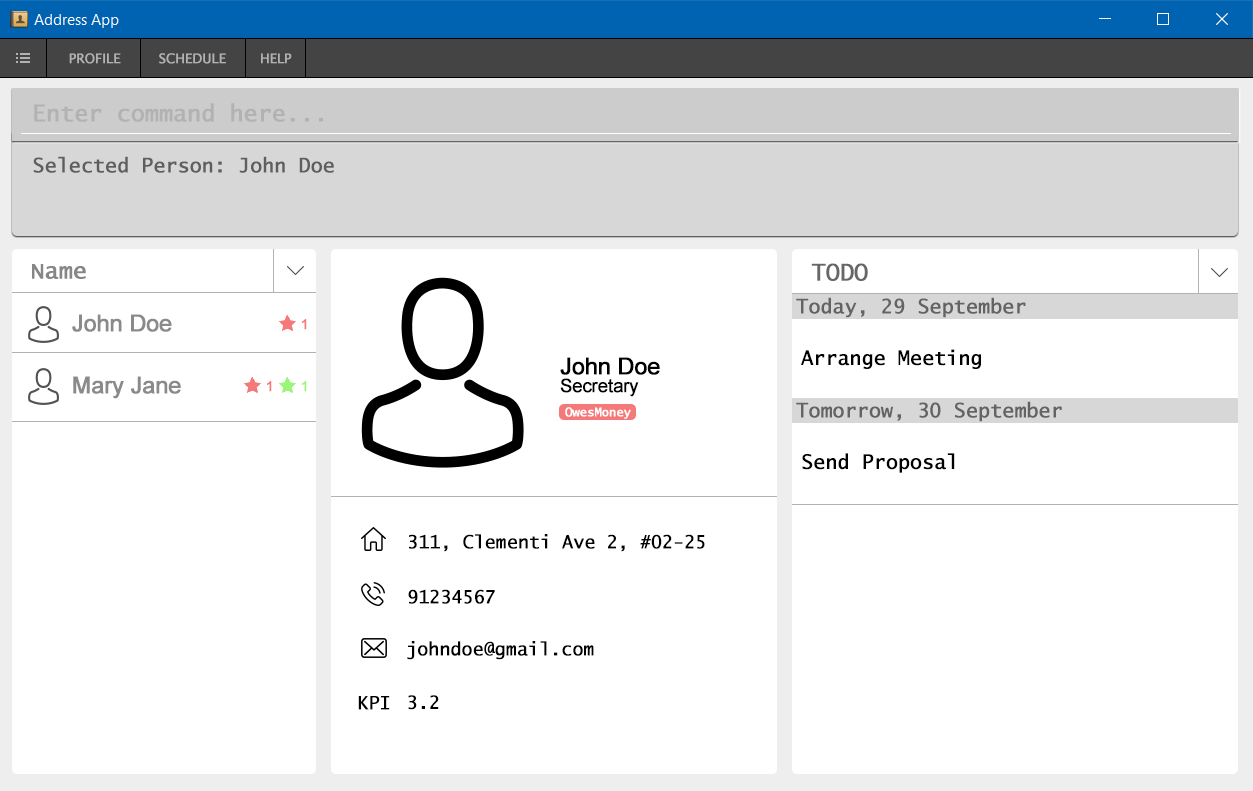 Address App
PROFILE SCHEDULE HELP
Enter command here...
Selected Person: John Doe
Name
John Doe 1
Mary Jane 1 1
John Doe
Secretary
OwesMoney
311, Clementi Ave 2, #02-25
91234567
johndoe@gmail.com
KPI 3.2
TODO
Today, 29 September
Arrange Meeting
Tomorrow, 30 September
Send Proposal